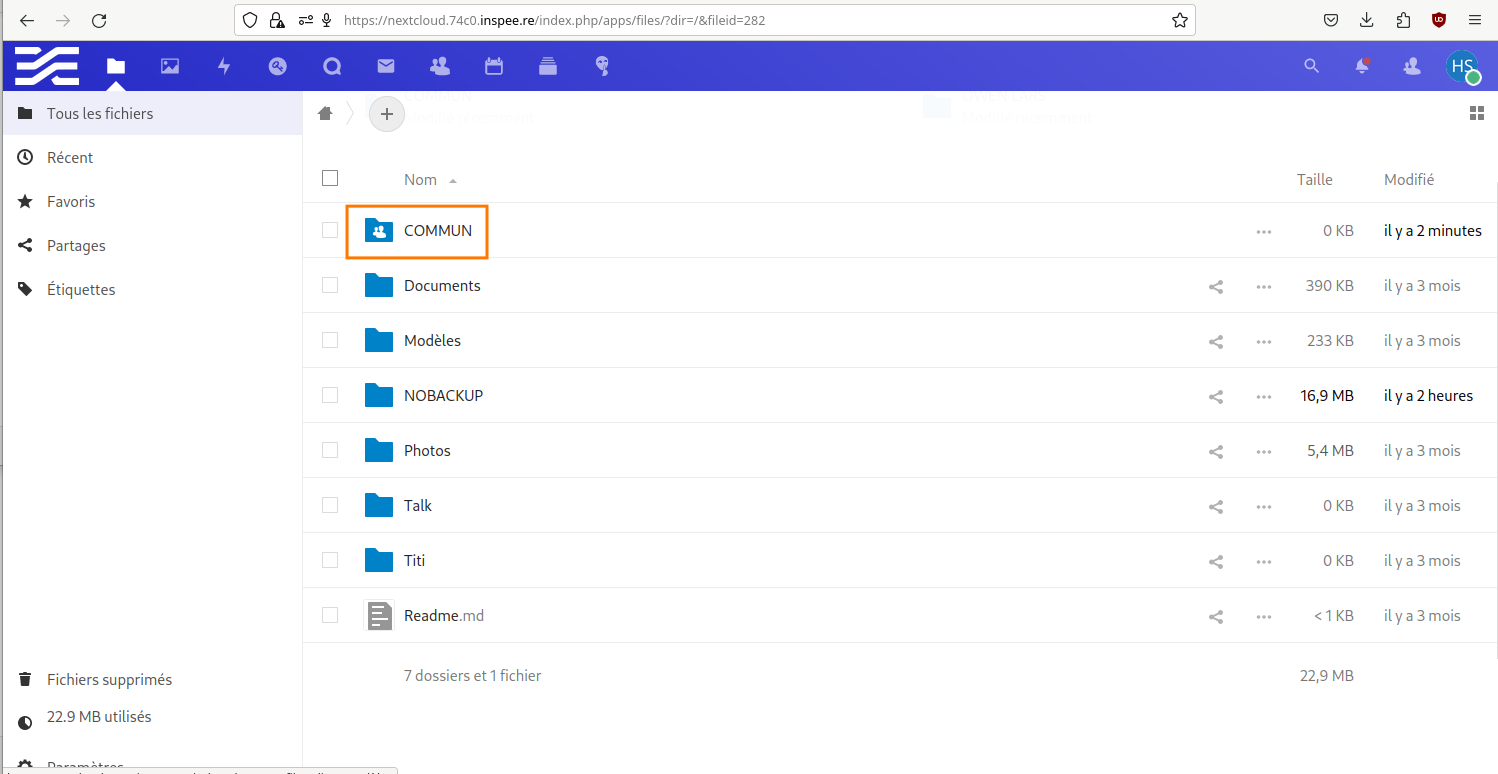 https://nextcloud.74c0.inspee.re/index.php/apps/files/?dir=/&fileid=282
HS
Tous les fichiers
Récent
Favoris
Partages
Étiquettes
Fichiers supprimés
22.9 MB utilisés
Paramètres
+
Nom Taille Modifié
COMMUN 0 KB il y a 2 minutes
Documents 390 KB il y a 3 mois
Modèles 233 KB il y a 3 mois
NOBACKUP 16,9 MB il y a 2 heures
Photos 5,4 MB il y a 3 mois
Talk 0 KB il y a 3 mois
Titi 0 KB il y a 3 mois
Readme.md < 1 KB il y a 3 mois
7 dossiers et 1 fichier 22,9 MB